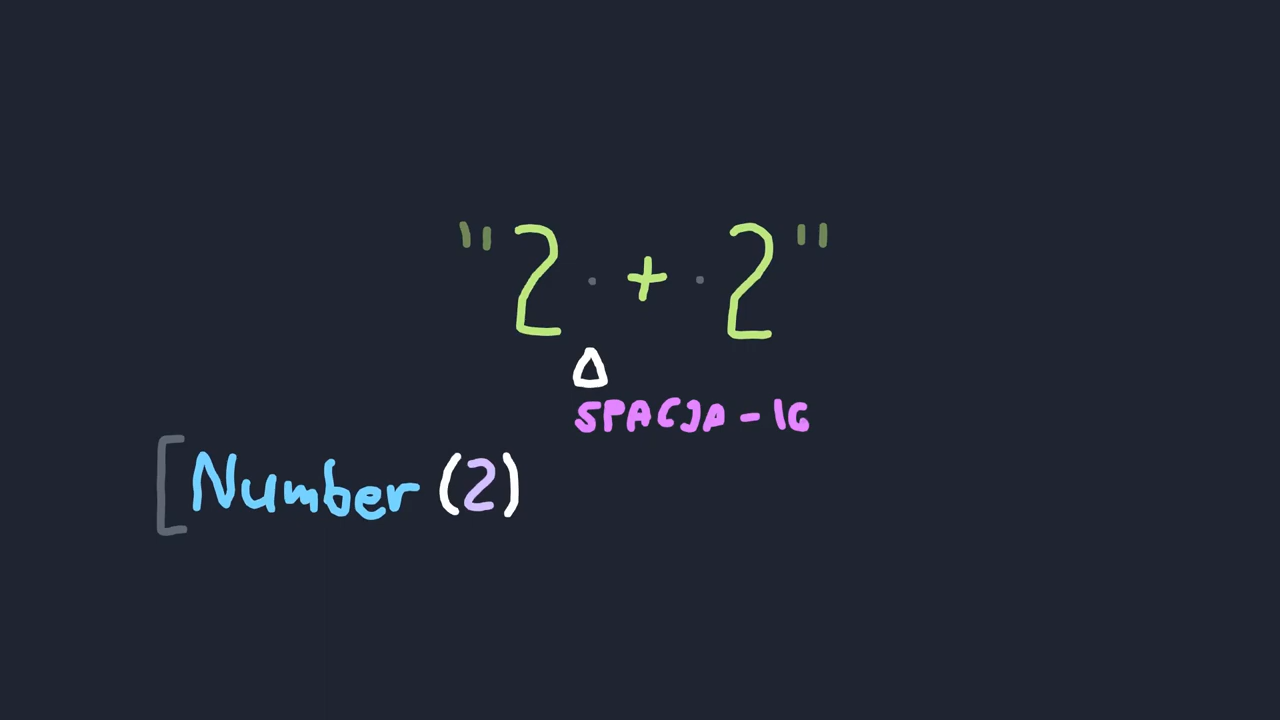 "2 · + · 2"
SPACJA - IG
[Number (2)